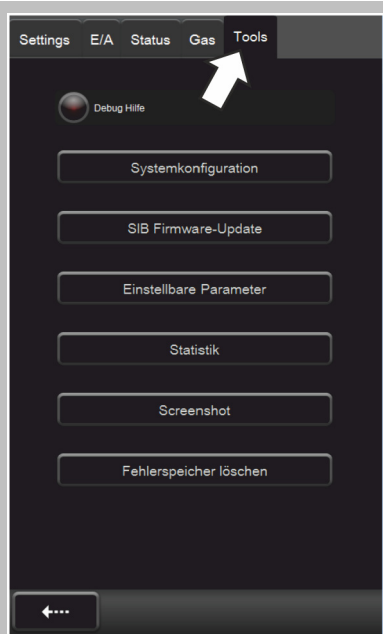 Settings E/A Status Gas Tools
Debug Hilfe
Systemkonfiguration
SIB Firmware-Update
Einstellbare Parameter
Statistik
Screenshot
Fehlerspeicher löschen